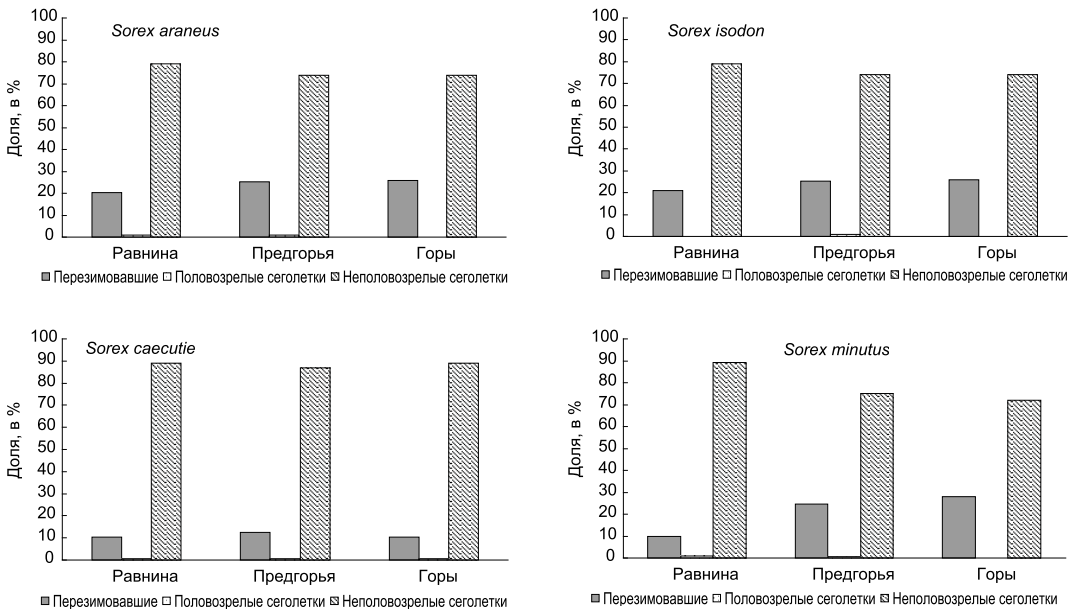 Sorex araneus
Доля, в %
100
90
80
70
60
50
40
30
20
10
0
Равнина Предгорья Горы
Перезимовавшие Половозрелые сеголетки Неполовозрелые сеголетки
Sorex isodon
Доля, в %
100
90
80
70
60
50
40
30
20
10
0
Равнина Предгорья Горы
Перезимовавшие Половозрелые сеголетки Неполовозрелые сеголетки
Sorex caecutie
Доля, в %
100
90
80
70
60
50
40
30
20
10
0
Равнина Предгорья Горы
Перезимовавшие Половозрелые сеголетки Неполовозрелые сеголетки
Sorex minutus
Доля, в %
100
90
80
70
60
50
40
30
20
10
0
Равнина Предгорья Горы
Перезимовавшие Половозрелые сеголетки Неполовозрелые сеголетки